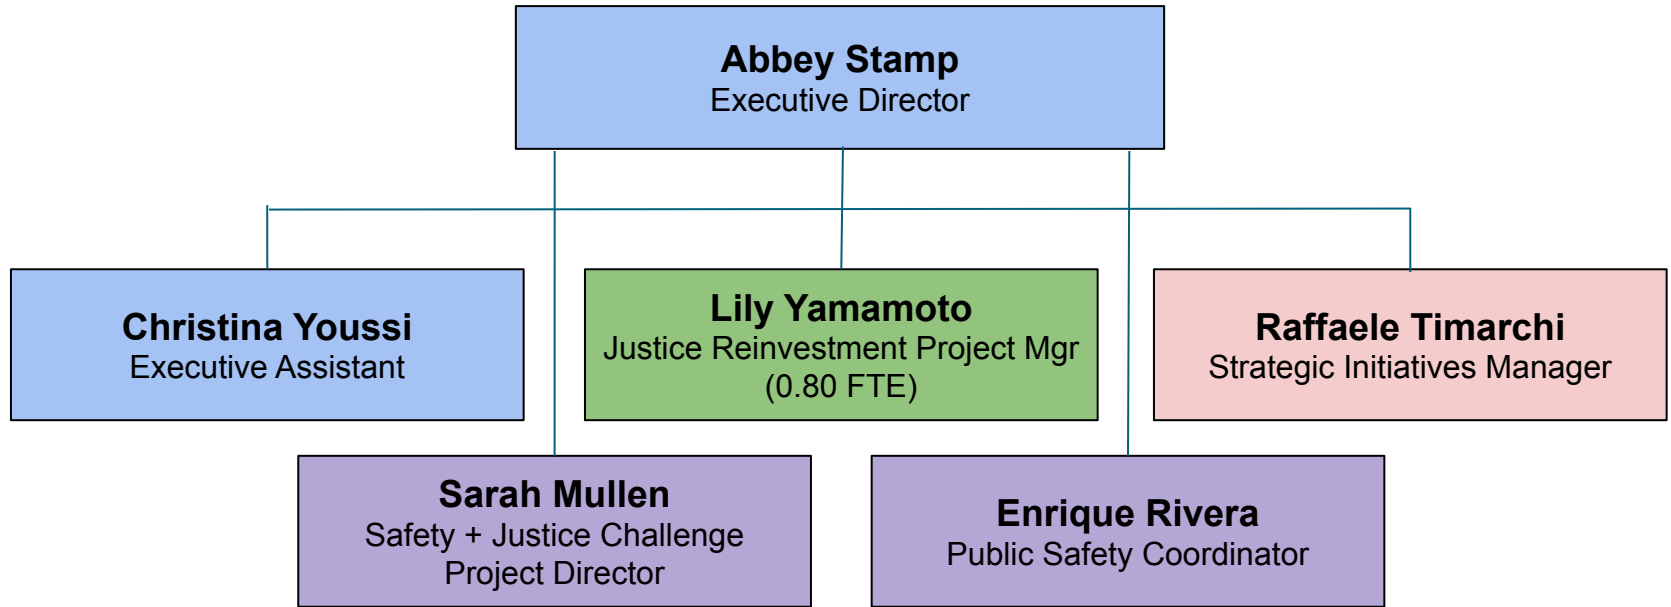 Abbey Stamp
Executive Director
Christina Youssi
Executive Assistant
Lily Yamamoto
Justice Reinvestment Project Mgr
(0.80 FTE)
Raffaele Timarchi
Strategic Initiatives Manager
Sarah Mullen
Safety + Justice Challenge
Project Director
Enrique Rivera
Public Safety Coordinator